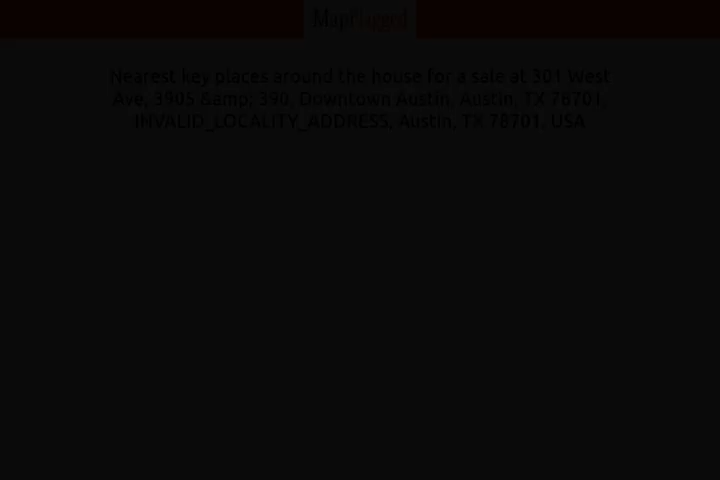 MapFlagged
Nearest key places around the house for a sale at 301 West
Ave, 3905 &amp; 390, Downtown Austin, Austin, TX 78701,
INVALID_LOCALITY_ADDRESS, Austin, TX 78701, USA